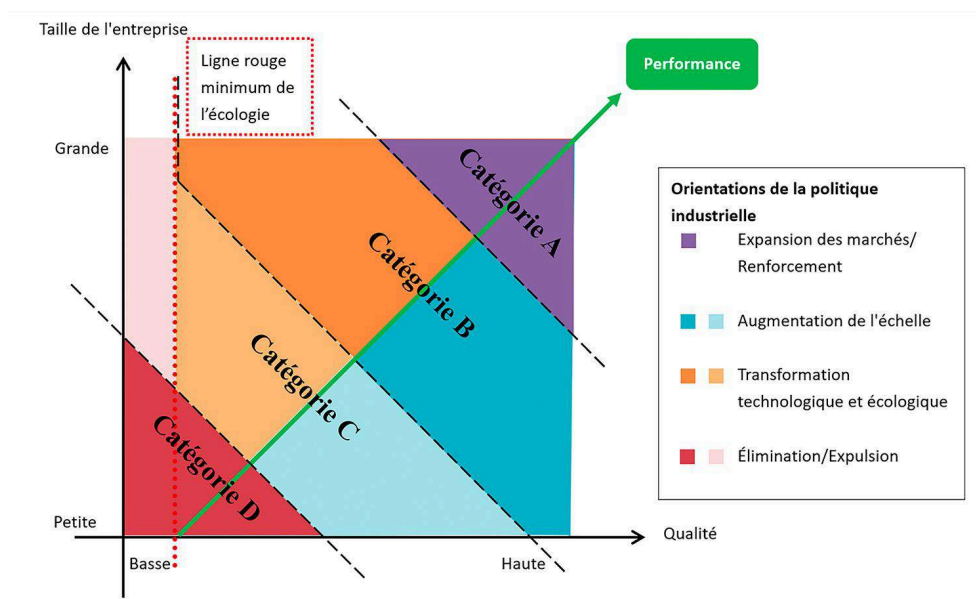 Taille de l'entreprise
Ligne rouge
minimum de
l’écologie
Performance
Grande
Catégorie A
Catégorie B
Catégorie C
Catégorie D
Petite
Basse
Haute
Qualité
Orientations de la politique
industrielle
Expansion des marchés/
Renforcement
Augmentation de l'échelle
Transformation
technologique et écologique
Élimination/Expulsion